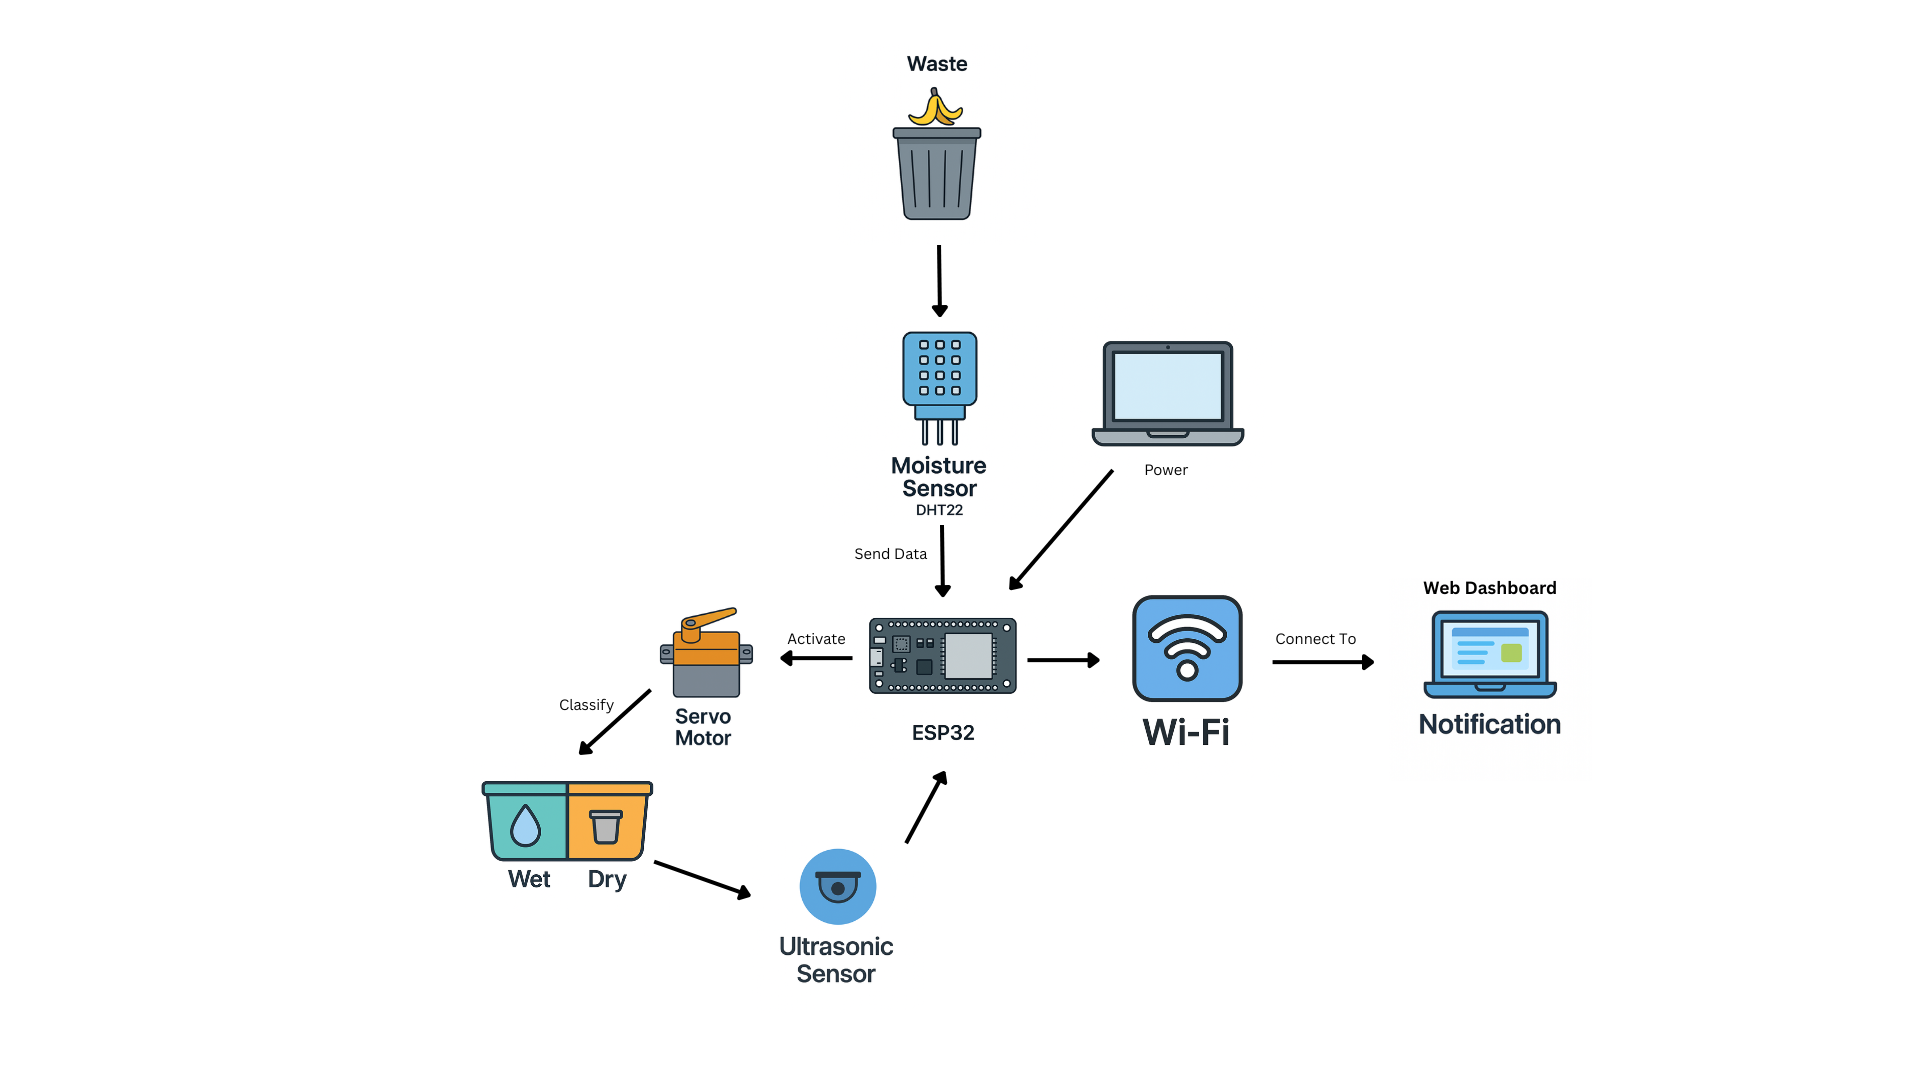 Waste
Moisture
Sensor
DHT22
Power
Send Data
Web Dashboard
Activate
Connect To
Classify
Servo
Motor
ESP32
Wi-Fi
Notification
Wet
Dry
Ultrasonic
Sensor